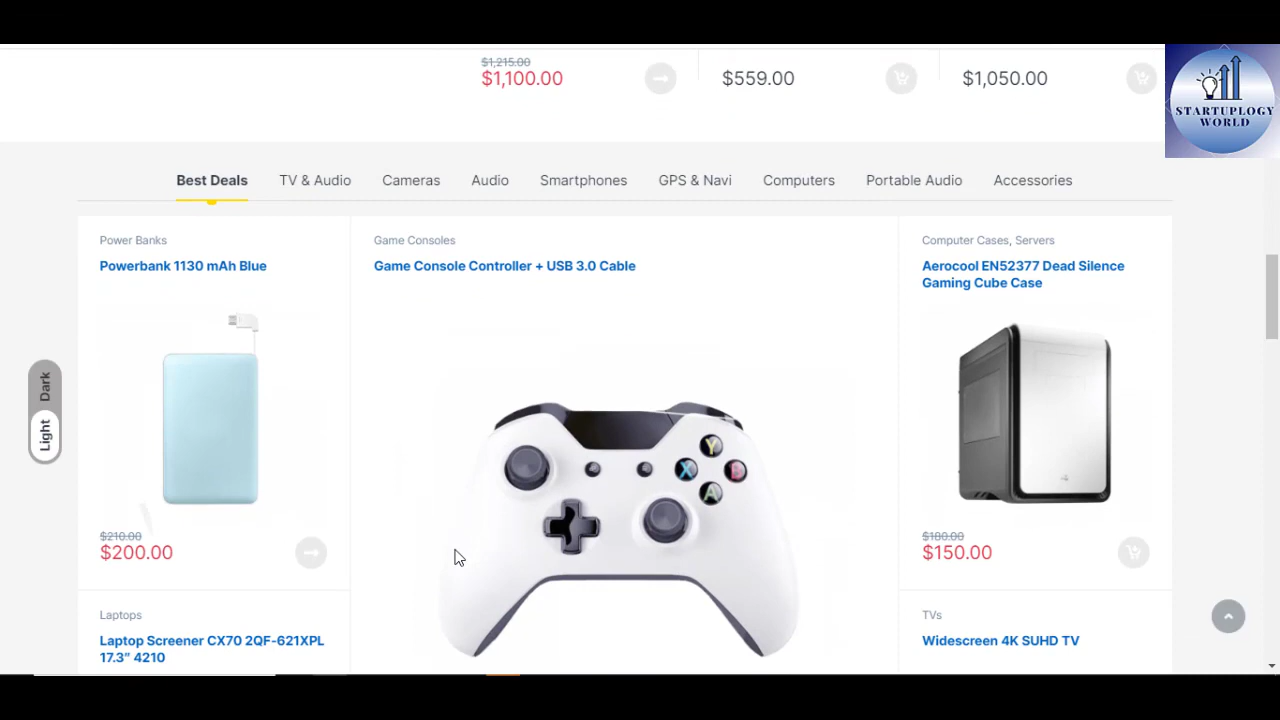 $1,215.00
$1,100.00
$559.00
$1,050.00
STARTUPLOGY
WORLD
Best Deals
TV & Audio
Cameras
Audio
Smartphones
GPS & Navi
Computers
Portable Audio
Accessories
Power Banks
Powerbank 1130 mAh Blue
$210.00
$200.00
Game Consoles
Game Console Controller + USB 3.0 Cable
Y
X
B
A
Computer Cases, Servers
Aerocool EN52377 Dead Silence
Gaming Cube Case
$180.00
$150.00
Dark
Light
Laptops
Laptop Screener CX70 2QF-621XPL
17.3″ 4210
TVs
Widescreen 4K SUHD TV